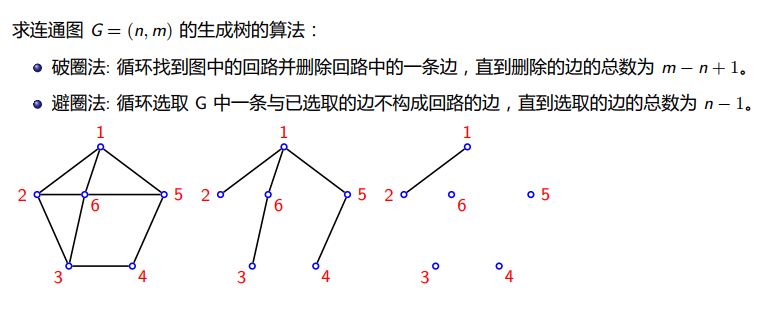 求连通图 G = (n, m) 的生成树的算法：
破圈法: 循环找到图中的回路并删除回路中的一条边，直到删除的边的总数为 m − n + 1。
避圈法: 循环选取 G 中一条与已选取的边不构成回路的边，直到选取的边的总数为 n − 1。
1 1 1
2 5 2 5 2 5
6 6 6
3 4 3 4 3 4